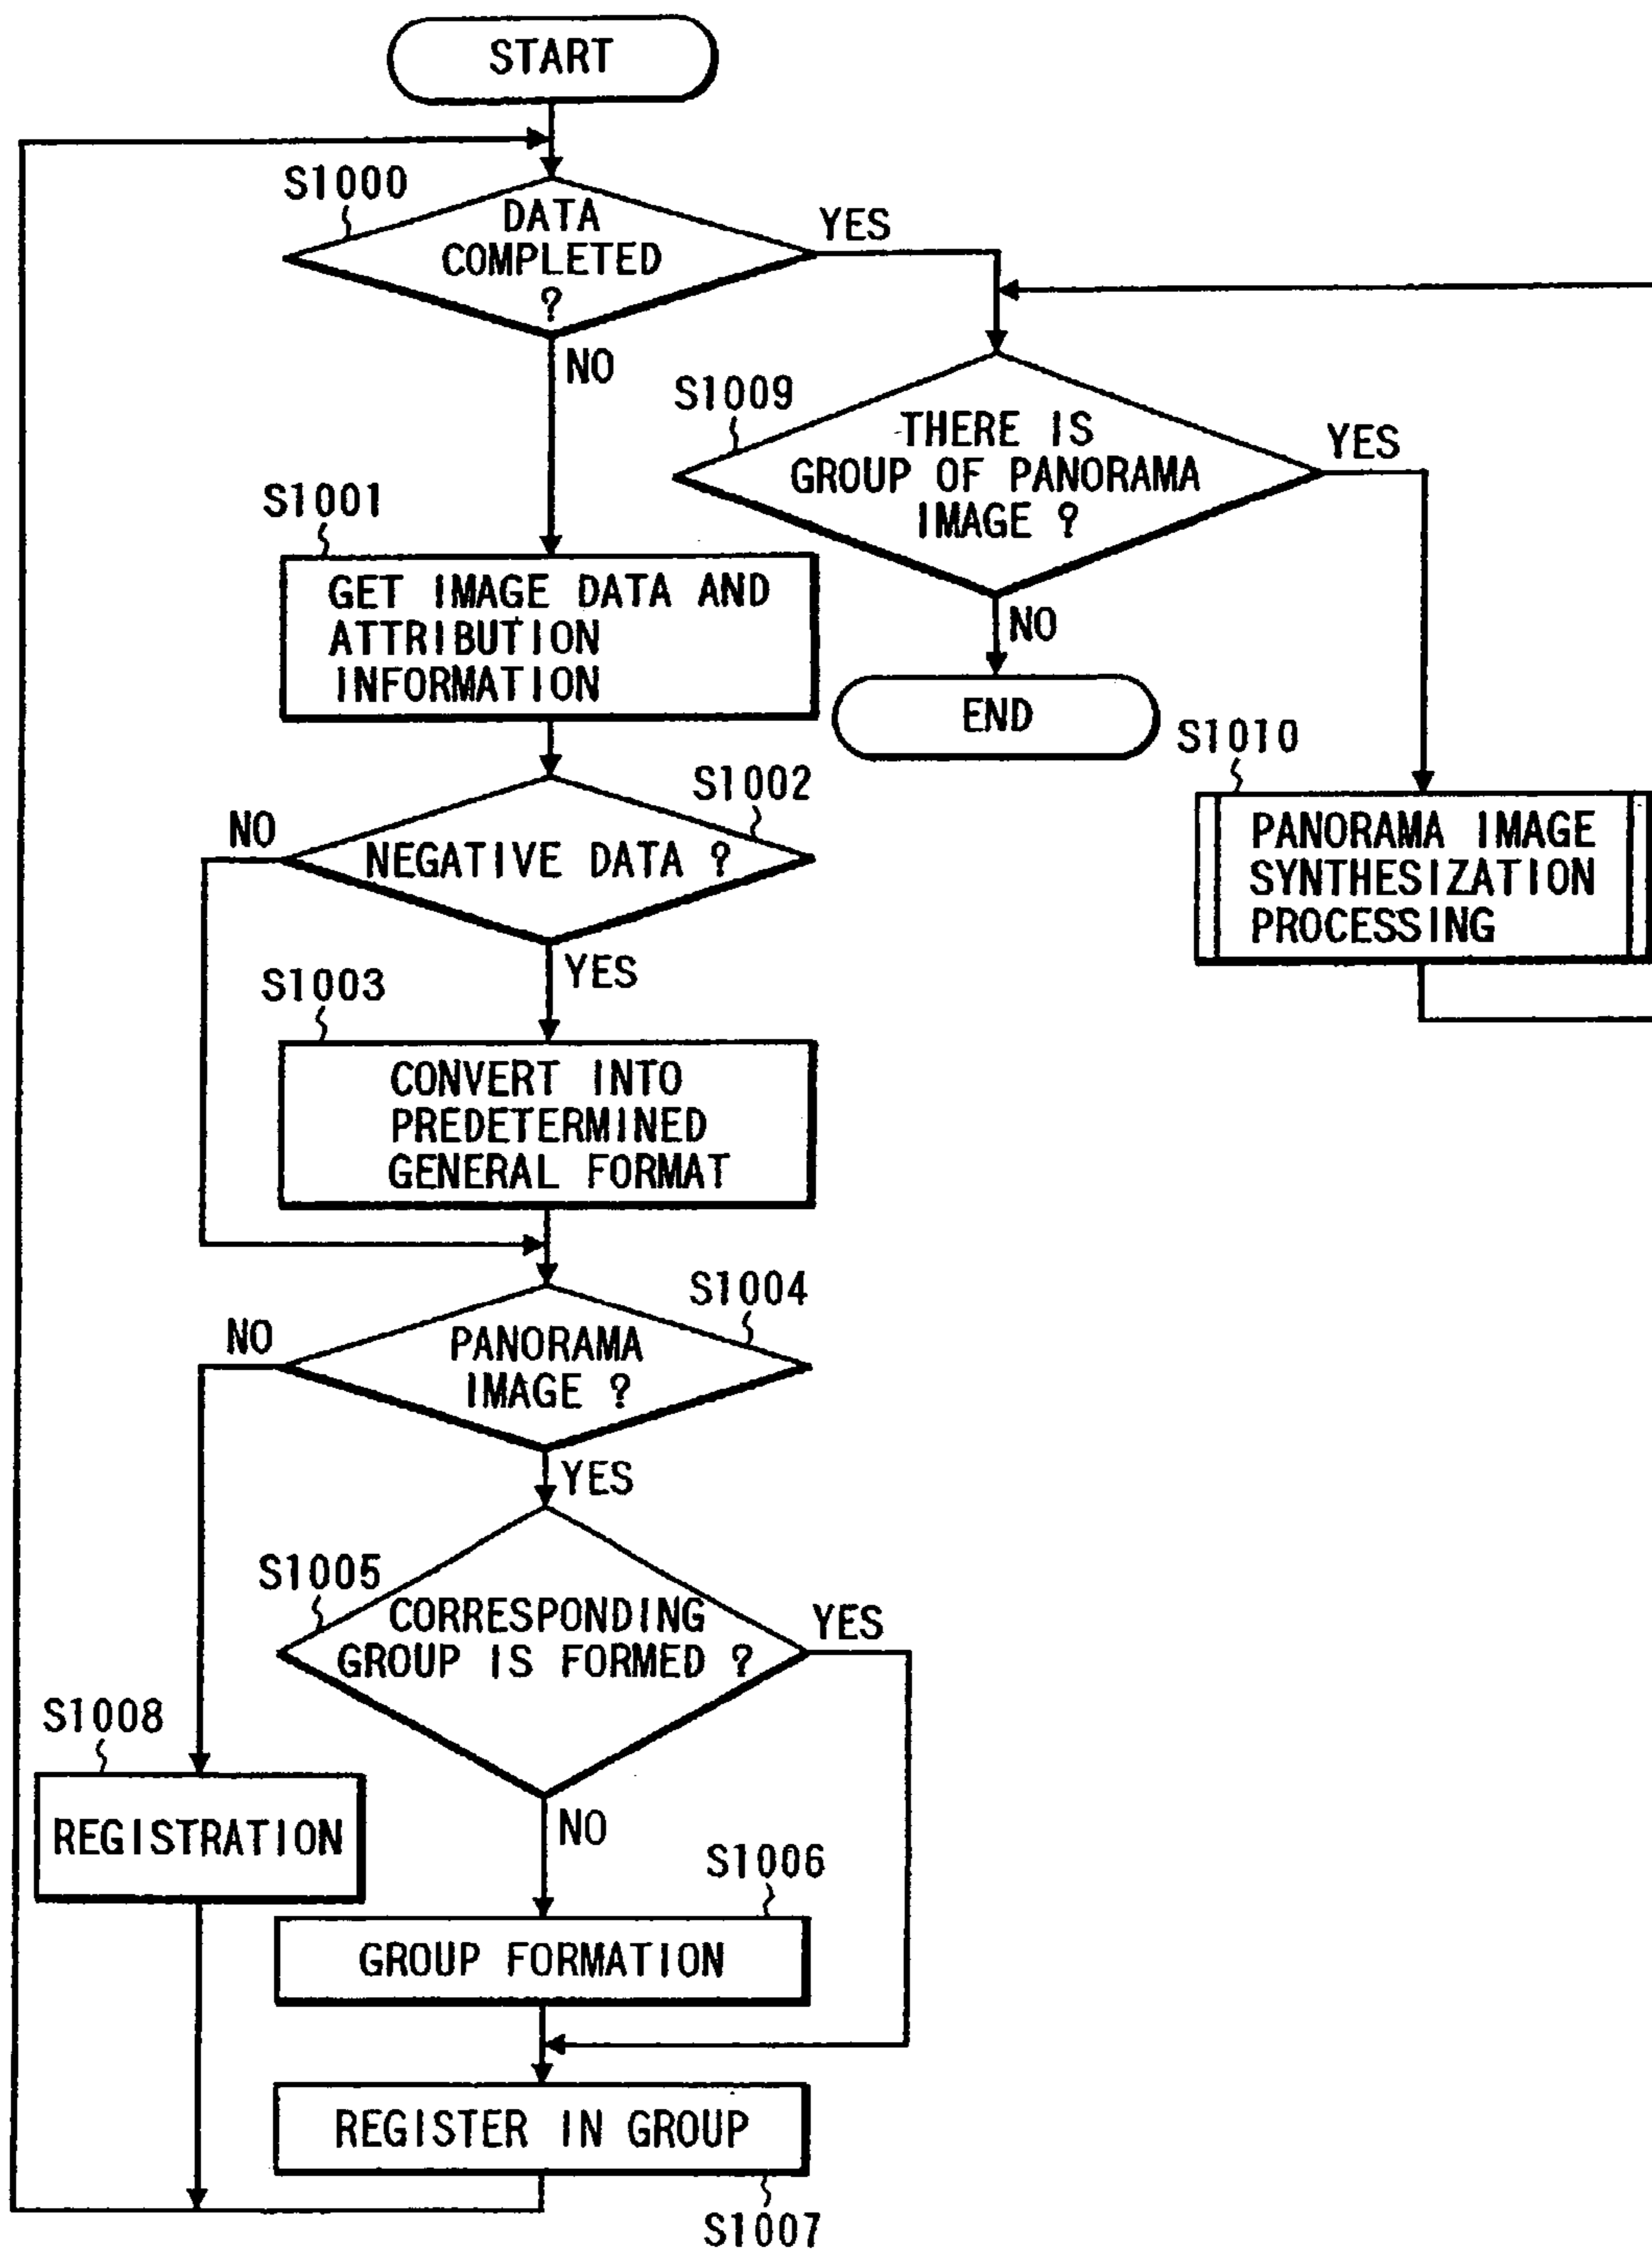 START
S1000
DATA
COMPLETED
?
YES
NO
S1009
THERE IS
GROUP OF PANORAMA
IMAGE ?
YES
NO
END
S1001
GET IMAGE DATA AND
ATTRIBUTION
INFORMATION
S1010
PANORAMA IMAGE
SYNTHESIZATION
PROCESSING
S1002
NO
NEGATIVE DATA ?
YES
S1003
CONVERT INTO
PREDETERMINED
GENERAL FORMAT
S1004
NO
PANORAMA
IMAGE ?
YES
S1005
CORRESPONDING
GROUP IS FORMED ?
YES
NO
S1008
REGISTRATION
S1006
GROUP FORMATION
REGISTER IN GROUP
S1007